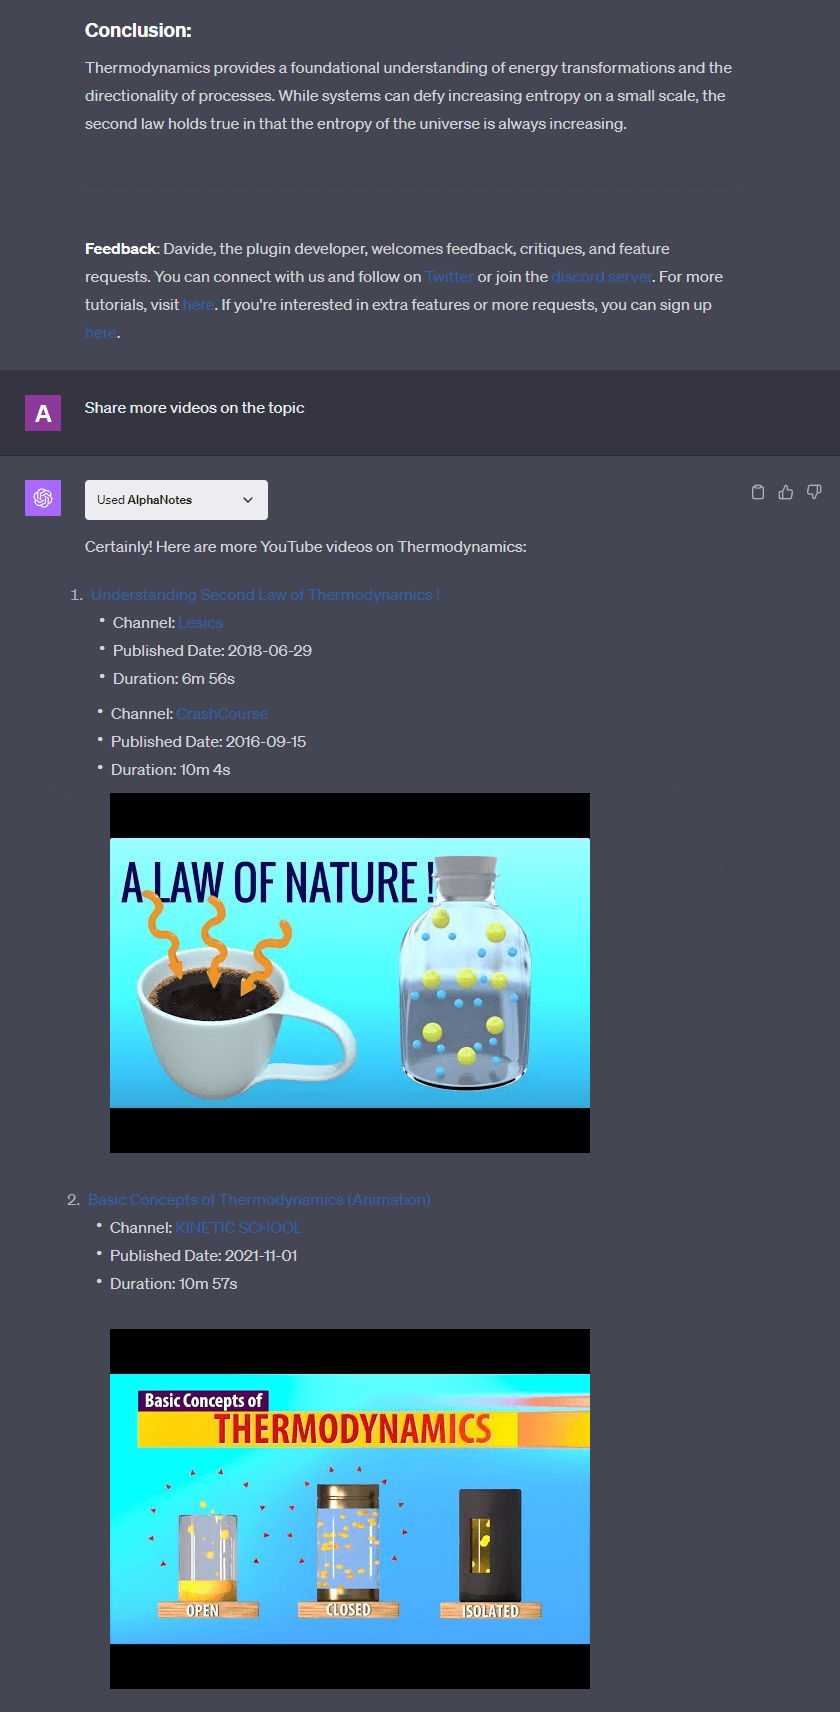 Conclusion:
Thermodynamics provides a foundational understanding of energy transformations and the
directionality of processes. While systems can defy increasing entropy on a small scale, the
second law holds true in that the entropy of the universe is always increasing.
Feedback: Davide, the plugin developer, welcomes feedback, critiques, and feature
requests. You can connect with us and follow on Twitter or join the discord server. For more
tutorials, visit here. If you're interested in extra features or more requests, you can sign up
here.
A
Share more videos on the topic
Used AlphaNotes
Certainly! Here are more YouTube videos on Thermodynamics:
1. Understanding Second Law of Thermodynamics !
• Channel: Lesics
• Published Date: 2018-06-29
• Duration: 6m 56s
• Channel: CrashCourse
• Published Date: 2016-09-15
• Duration: 10m 4s
A LAW OF NATURE !
2. Basic Concepts of Thermodynamics (Animation)
• Channel: KINETIC SCHOOL
• Published Date: 2021-11-01
• Duration: 10m 57s
Basic Concepts of
THERMODYNAMICS
OPEN
CLOSED
ISOLATED